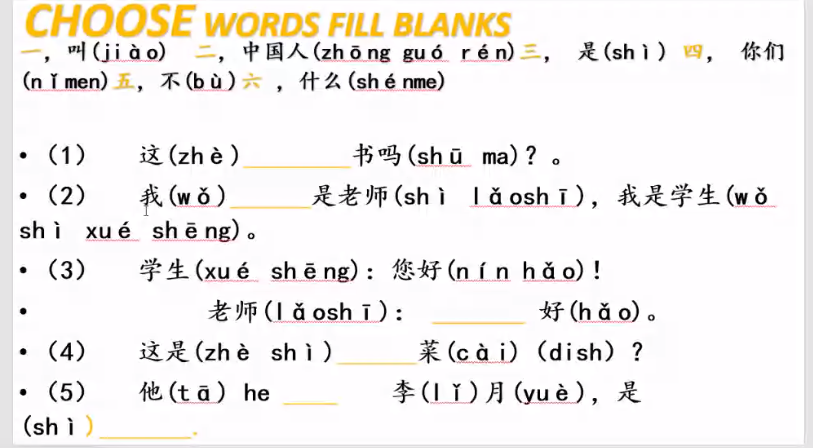 CHOOSE WORDS FILL BLANKS
一，叫(jiào) 二，中国人(zhōng guó rén)三， 是(shì) 四， 你们
(nǐmen)五，不(bù)六 ，什么(shénme)
• （1） 这(zhè)_________书吗(shū ma)？。
• （2） 我(wǒ)_______是老师(shì lǎoshī)，我是学生(wǒ
shì xué shēng)。
• （3） 学生(xué shēng)：您好(nín hǎo)！
• 老师(lǎoshī)： ________ 好(hǎo)。
• （4） 这是(zhè shì)_______菜(cài)（dish）？
• （5） 他(tā) he _____ 李(lǐ)月(yuè)，是
(shì )________.